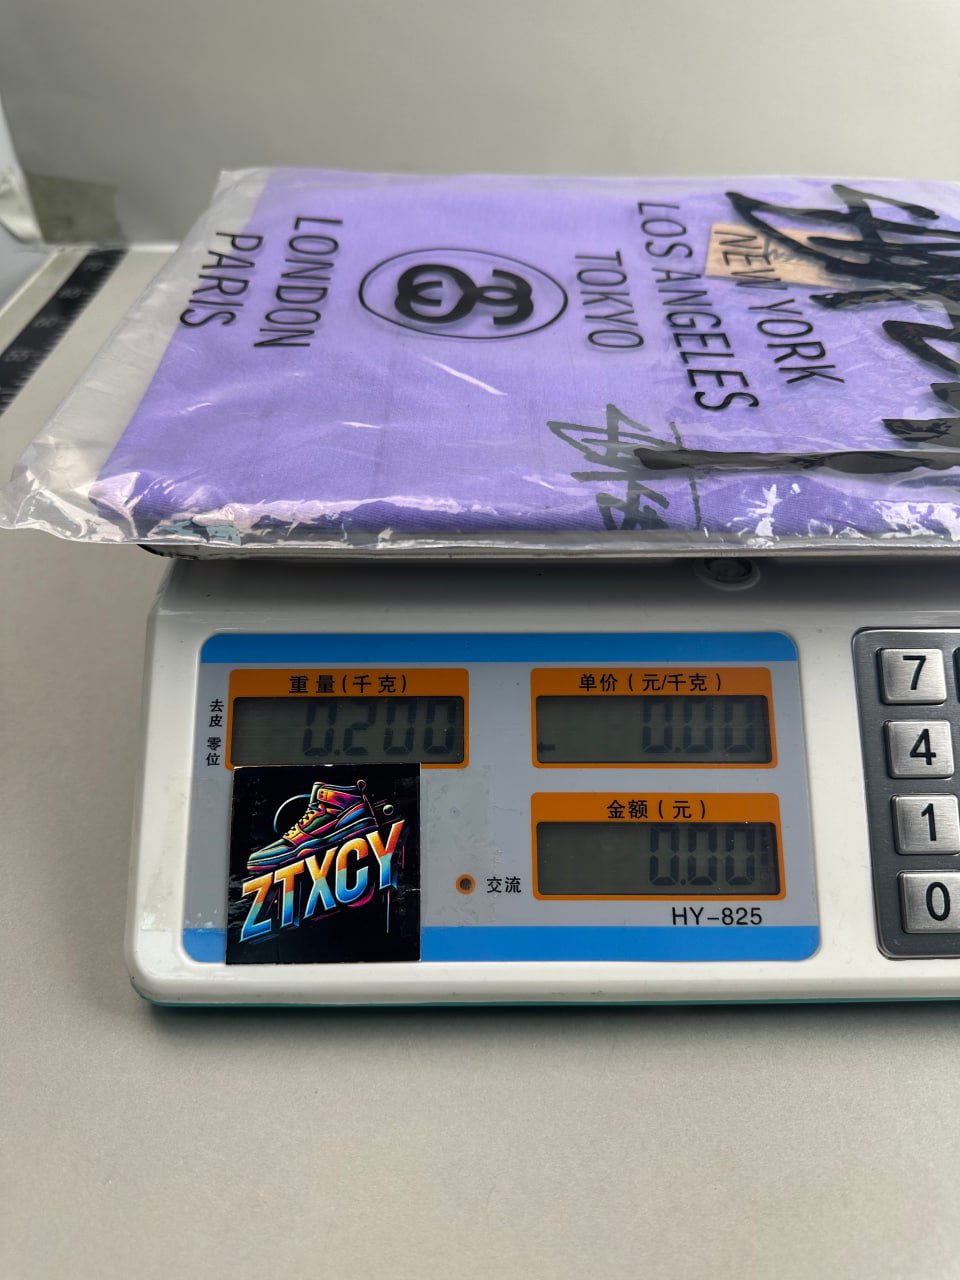 NEW YORK
LOS ANGELES
TOKYO
LONDON
PARIS
重量(千克)
0.200
去皮
零位
单价(元/千克)
0.00
金额(元)
0.00
交流
HY-825
ZTXCY
7
4
1
0